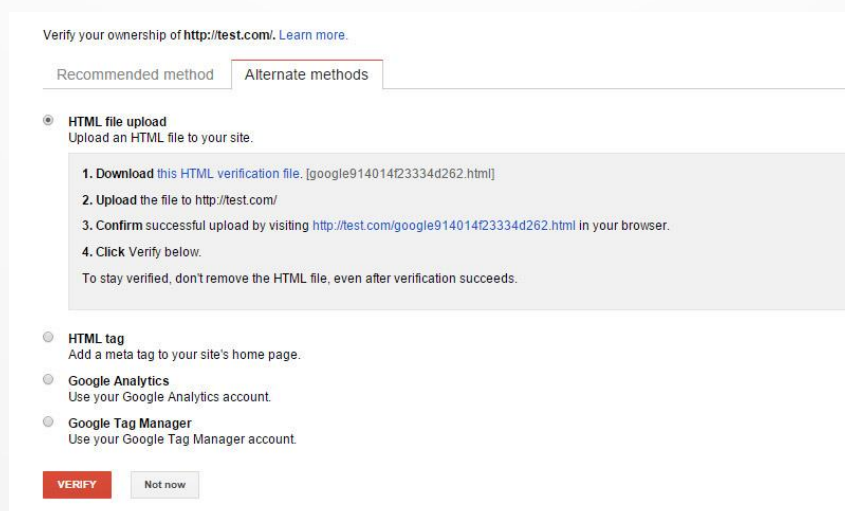 Verify your ownership of http://test.com/. Learn more.
Recommended method Alternate methods
HTML file upload
Upload an HTML file to your site.
1. Download this HTML verification file. [google914014f23334d262.html]
2. Upload the file to http://test.com/
3. Confirm successful upload by visiting http://test.com/google914014f23334d262.html in your browser.
4. Click Verify below.
To stay verified, don't remove the HTML file, even after verification succeeds.
HTML tag
Add a meta tag to your site's home page.
Google Analytics
Use your Google Analytics account.
Google Tag Manager
Use your Google Tag Manager account.
VERIFY Not now